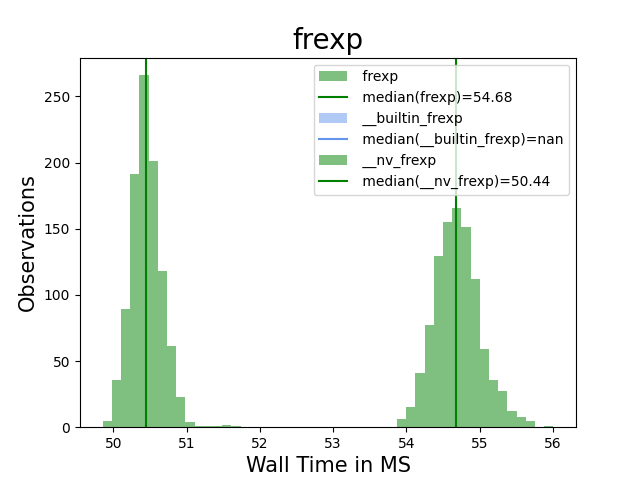 frexp
frexp
median(frexp)=54.68
__builtin_frexp
median(__builtin_frexp)=nan
__nv_frexp
median(__nv_frexp)=50.44
Observations
250
200
150
100
50
0
50 51 52 53 54 55 56
Wall Time in MS